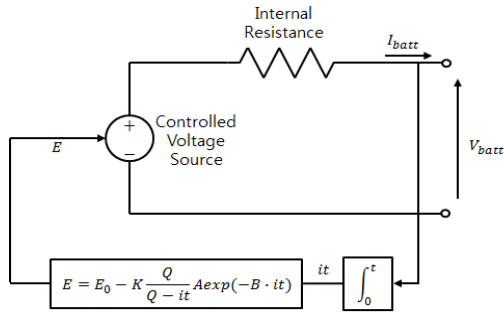 Internal
Resistance
I_batt
+
Controlled
Voltage
Source
−
E
V_batt
E = E_0 − K Q/(Q − it) Aexp(−B · it)
it
∫_0^t